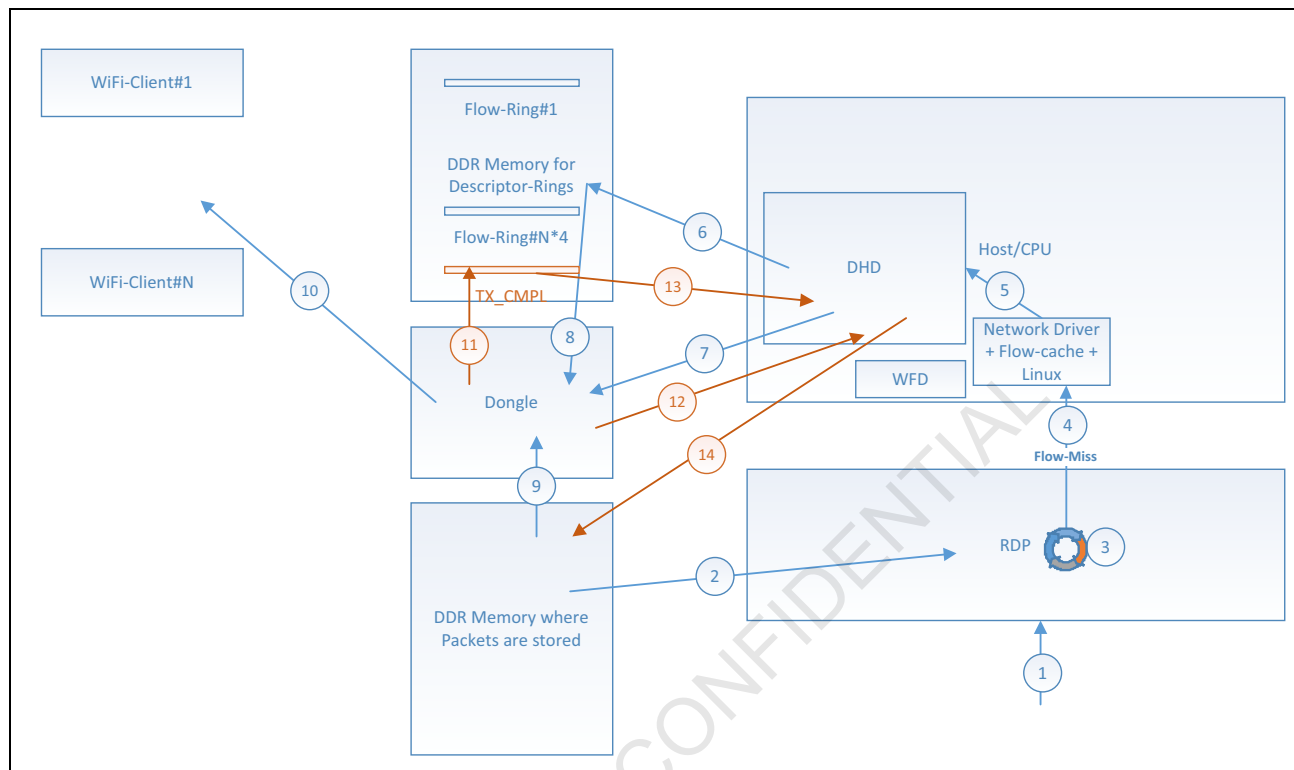 WiFi-Client#1
WiFi-Client#N
10
Flow-Ring#1
DDR Memory for
Descriptor-Rings
Flow-Ring#N*4
TX_CMPL
11
8
Dongle
9
DDR Memory where
Packets are stored
6
13
7
12
14
2
DHD
Host/CPU
5
Network Driver
+ Flow-cache +
Linux
WFD
4
Flow-Miss
RDP
3
1
CONFIDENTIAL